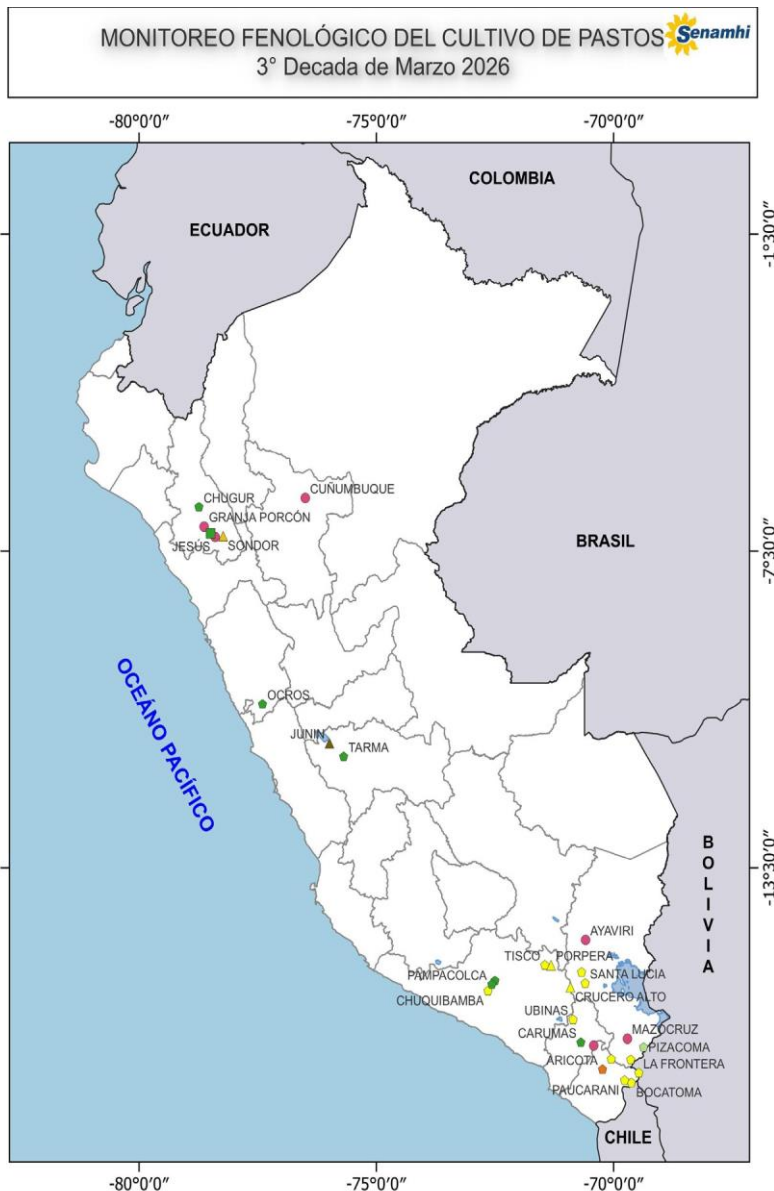 MONITOREO FENOLÓGICO DEL CULTIVO DE PASTOS
Senamhi
3° Decada de Marzo 2026
-80°0'0" -75°0'0" -70°0'0"
COLOMBIA
ECUADOR
-1°30'0"
CUÑUMBUQUE
CHUGUR
GRANJA PORCÓN
JESÚS SONDOR
BRASIL
-7°30'0"
OCEÁNO PACÍFICO
OCROS
JUNIN
TARMA
-13°30'0"
BOLIVIA
AYAVIRI
TISCO PORPERA
PAMPACOLCA SANTA LUCIA
CHUQUIBAMBA CRUCERO ALTO
UBINAS
CARUMAS MAZOCRUZ
PIZACOMA
ARICOTA LA FRONTERA
PAUCARANI BOCATOMA
CHILE
-80°0'0" -75°0'0" -70°0'0"